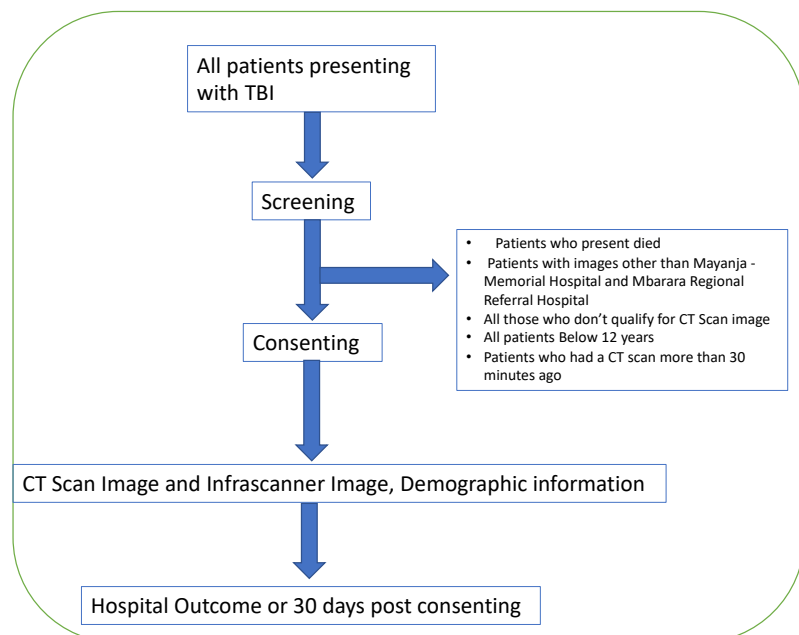 All patients presenting
with TBI
Screening
• Patients who present died
• Patients with images other than Mayanja -
Memorial Hospital and Mbarara Regional
Referral Hospital
• All those who don't qualify for CT Scan image
• All patients Below 12 years
• Patients who had a CT scan more than 30
minutes ago
Consenting
CT Scan Image and Infrascanner Image, Demographic information
Hospital Outcome or 30 days post consenting